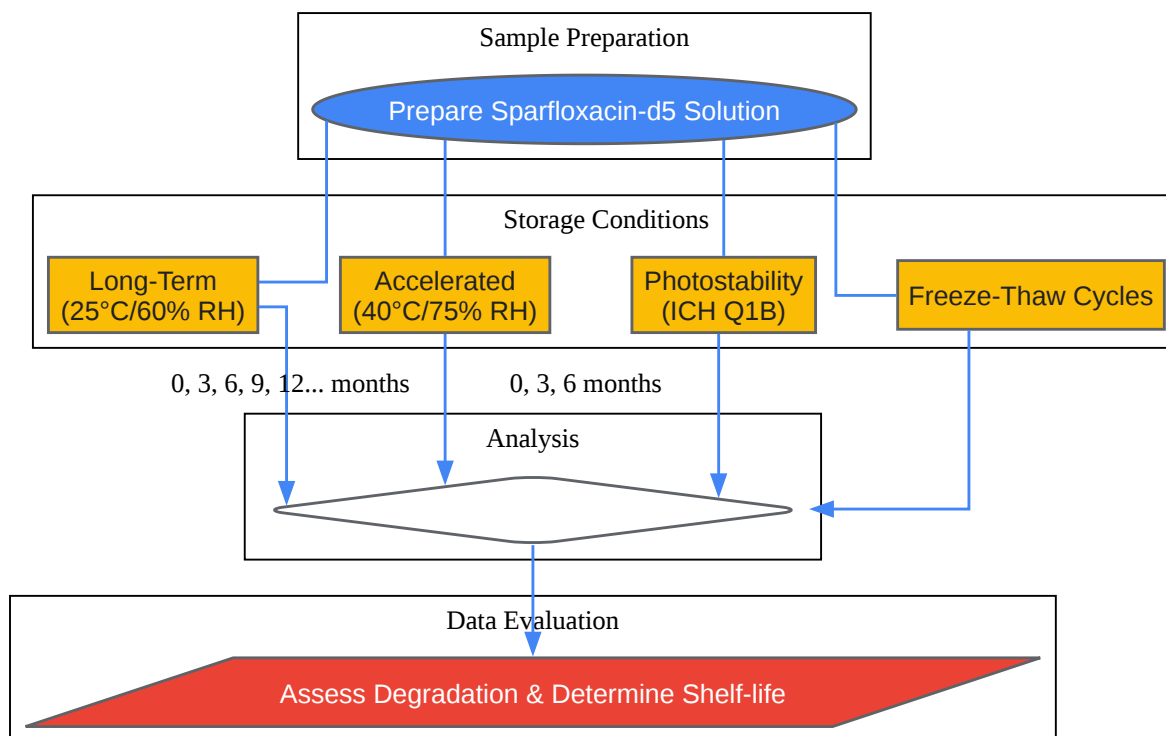 Sample Preparation
Prepare Sparfloxacin-d5 Solution
Storage Conditions
Long-Term
(25°C/60% RH)
Accelerated
(40°C/75% RH)
Photostability
(ICH Q1B)
Freeze-Thaw Cycles
0, 3, 6, 9, 12... months
0, 3, 6 months
Analysis
Data Evaluation
Assess Degradation & Determine Shelf-life